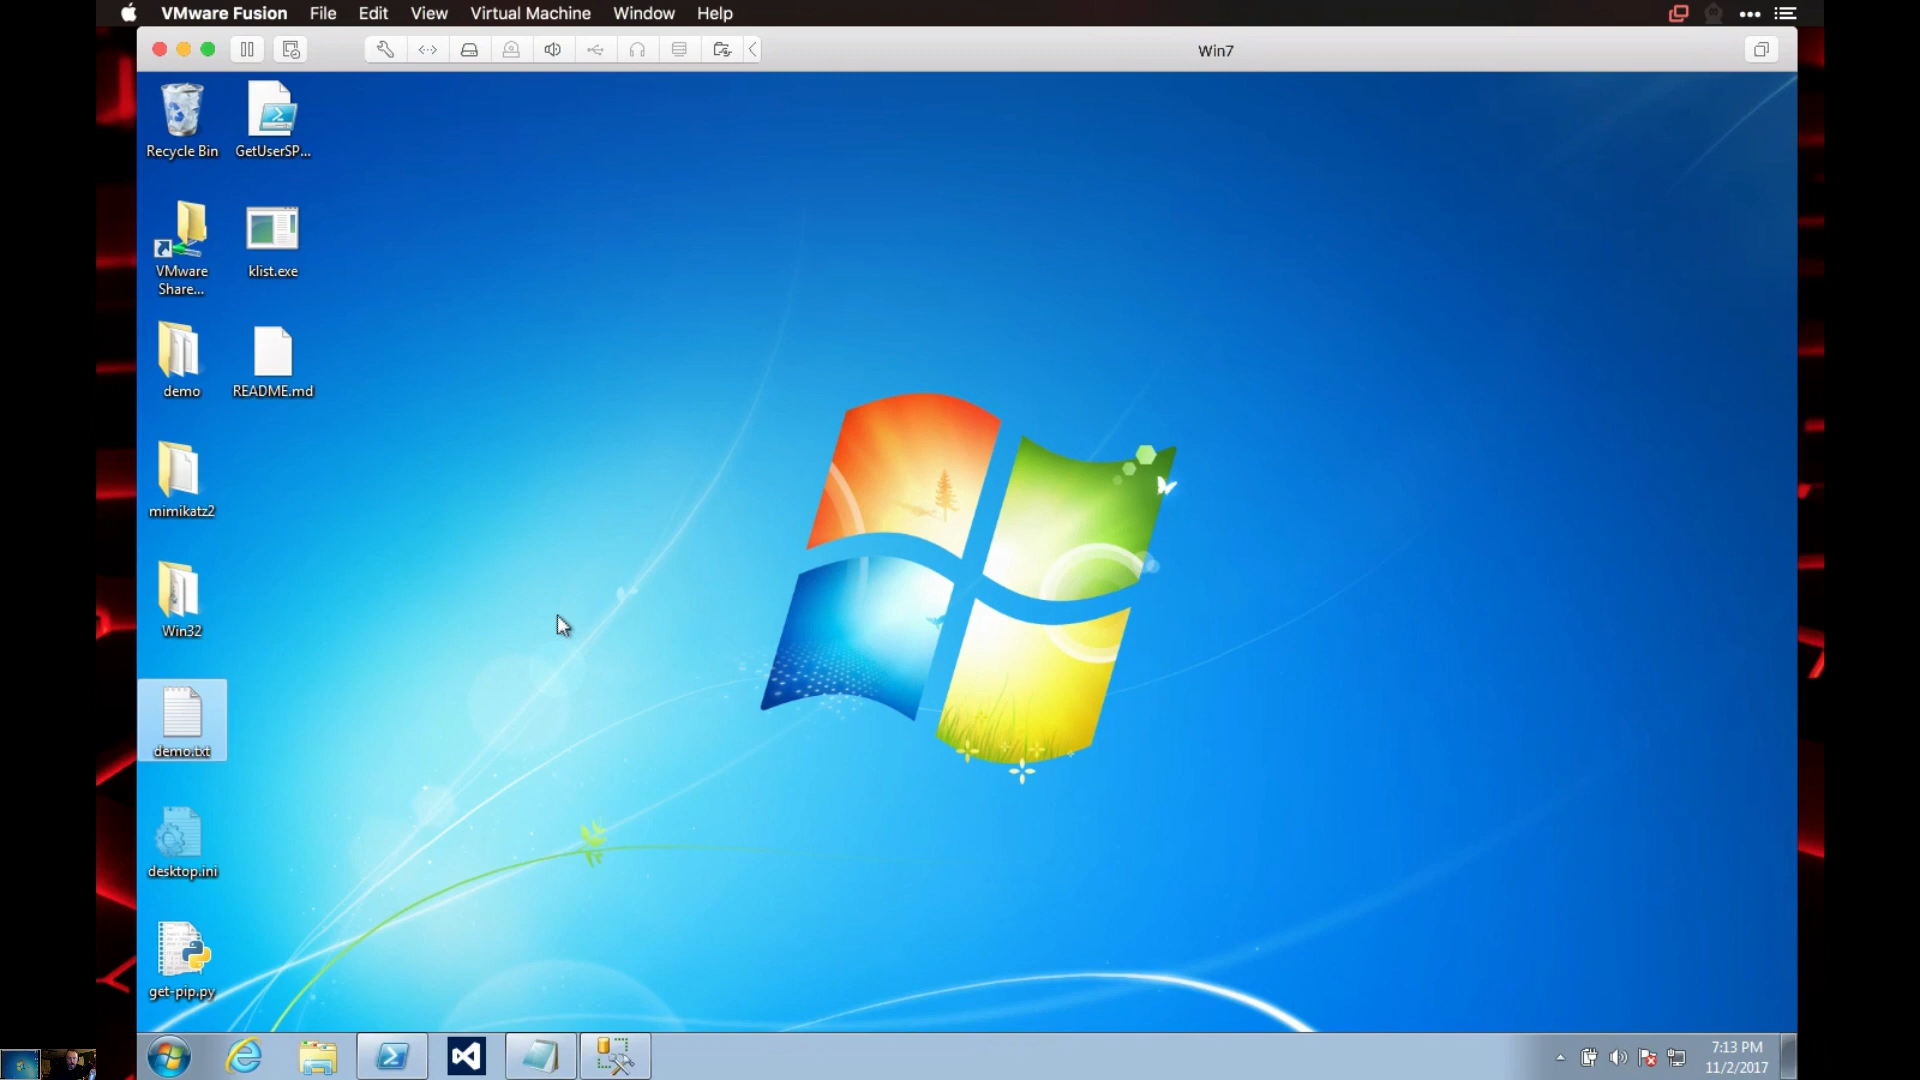 VMware Fusion File Edit View Virtual Machine Window Help
Win7
Recycle Bin
GetUserSP...
VMware
Share...
klist.exe
demo
README.md
mimikatz2
Win32
demo.txt
desktop.ini
get-pip.py
7:13 PM
11/2/2017